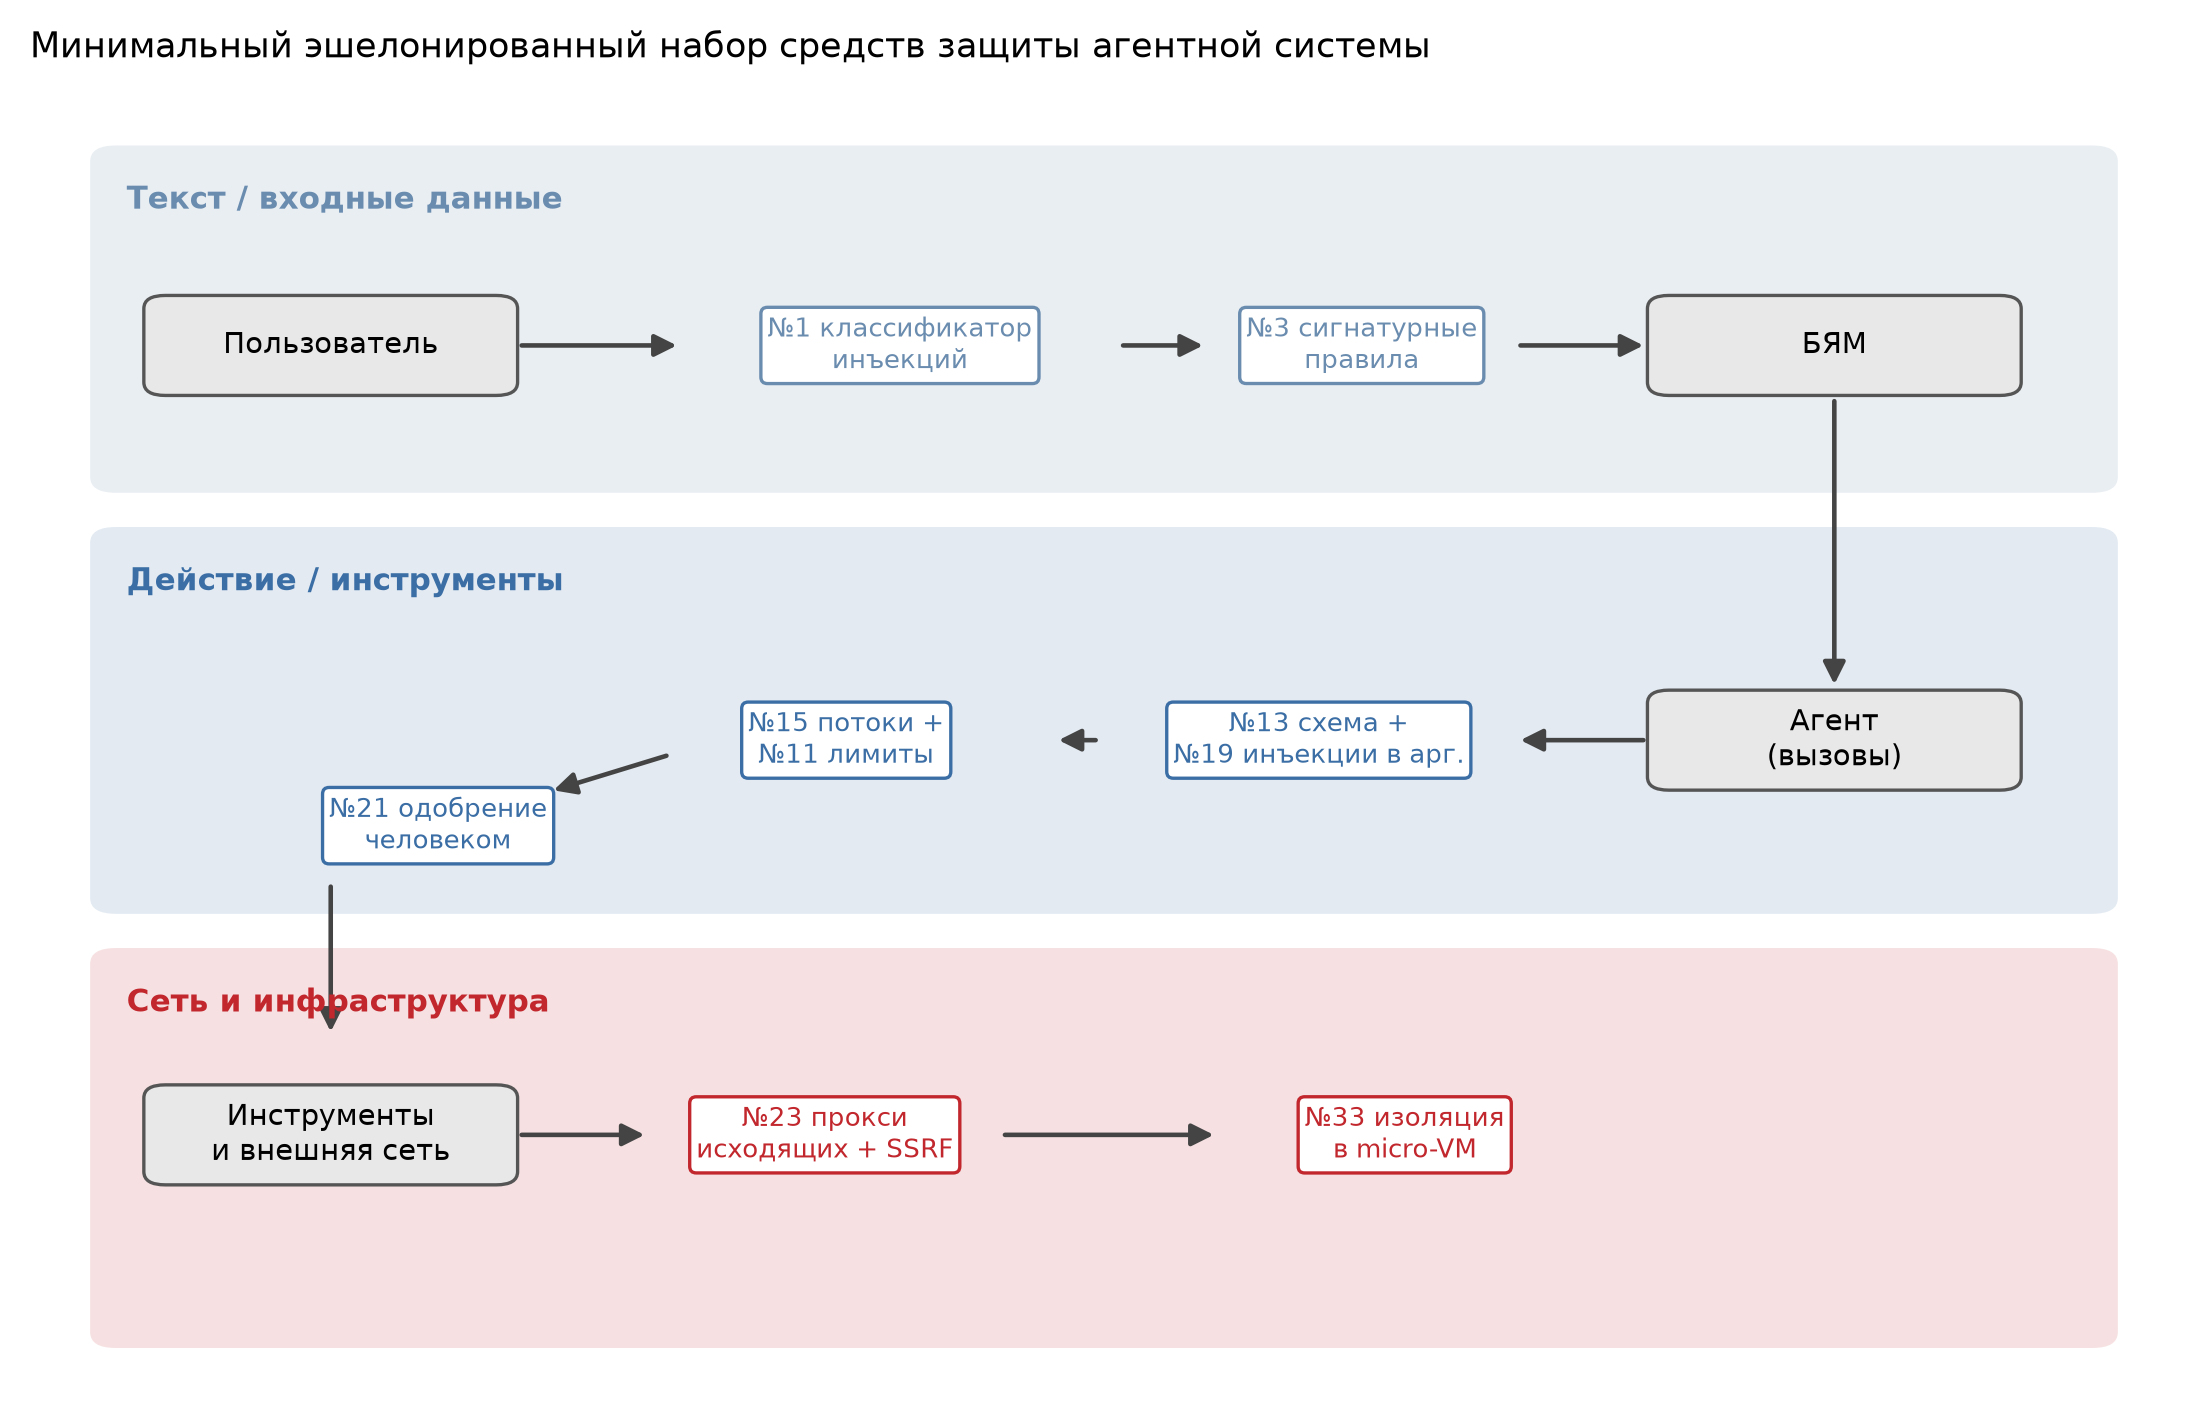 Минимальный эшелонированный набор средств защиты агентной системы
Текст / входные данные
Пользователь
№1 классификатор
инъекций
№3 сигнатурные
правила
БЯМ
Действие / инструменты
Агент
(вызовы)
№13 схема +
№19 инъекции в арг.
№15 потоки +
№11 лимиты
№21 одобрение
человеком
Сеть и инфраструктура
Инструменты
и внешняя сеть
№23 прокси
исходящих + SSRF
№33 изоляция
в micro-VM